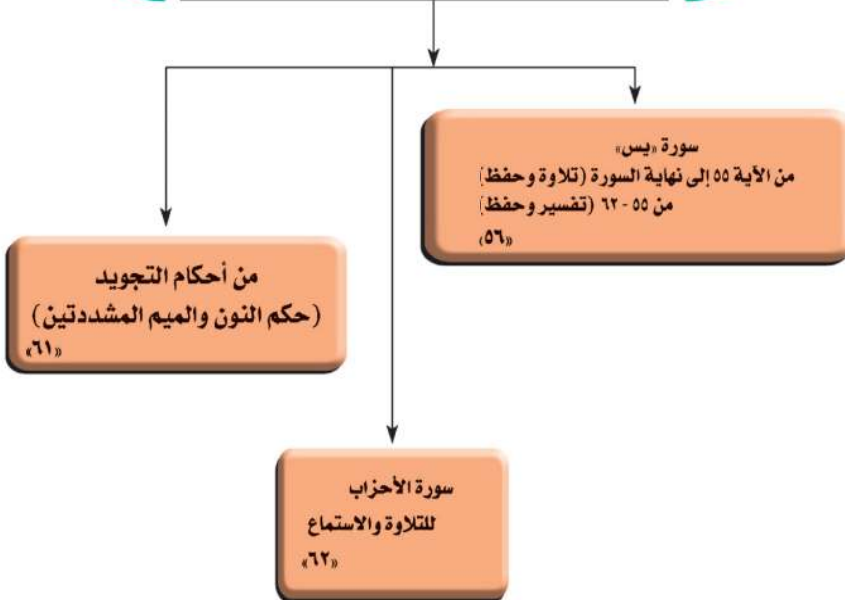 سورة «يس»
من الآية ٥٥ إلى نهاية السورة (تلاوة وحفظ)
من ٥٥ - ٦٢ (تفسير وحفظ)
«٥٦»
من أحكام التجويد
(حكم النون والميم المشددتين)
«٦١»
سورة الأحزاب
للتلاوة والاستماع
«٦٢»